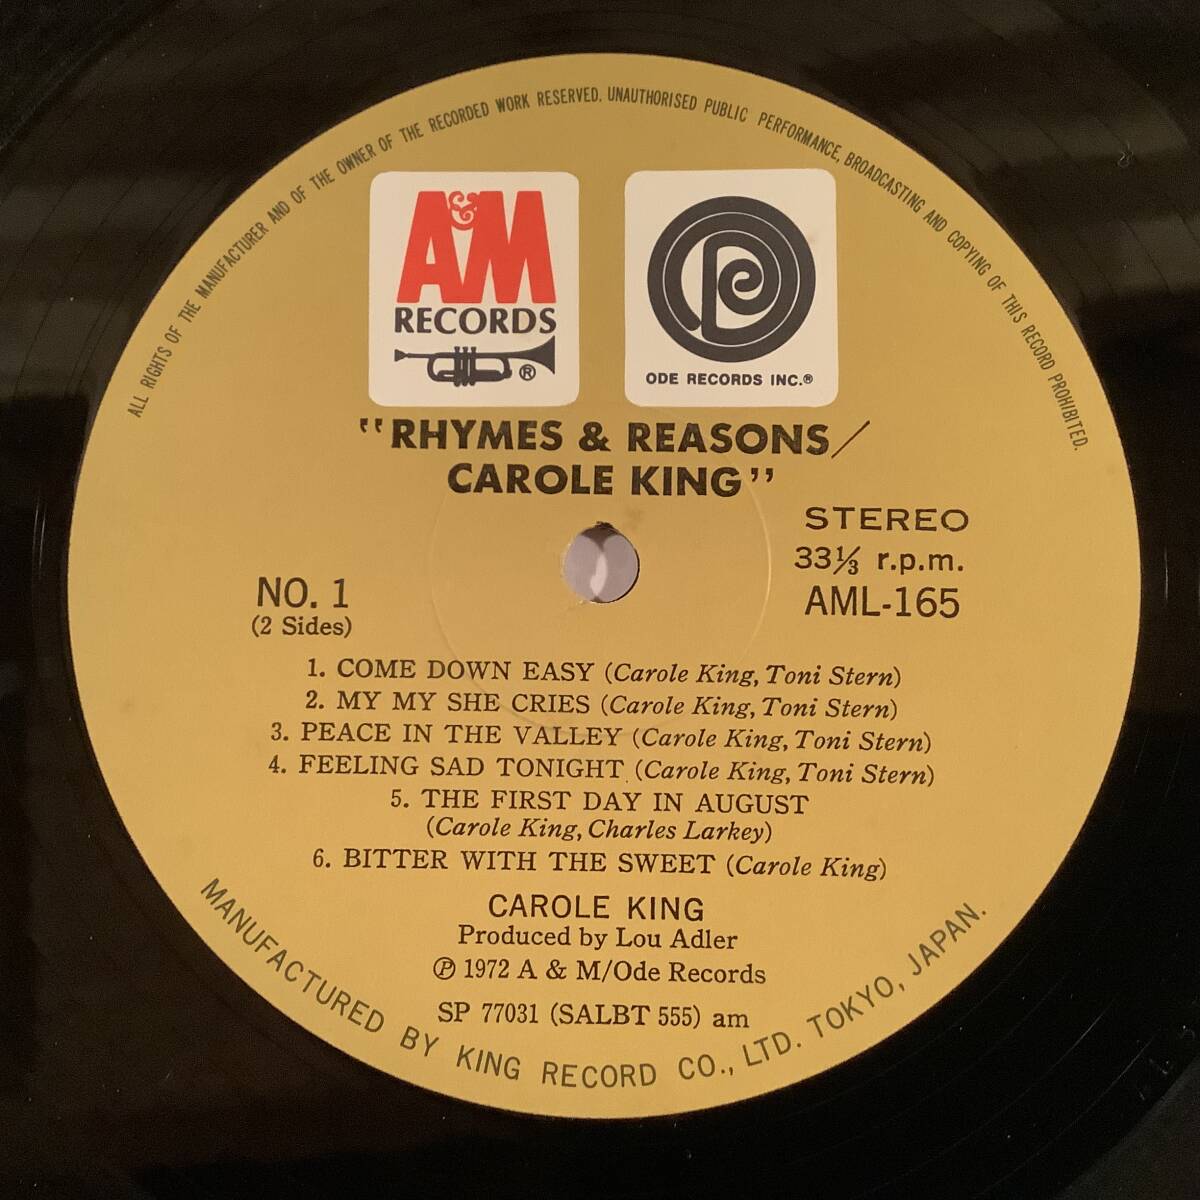 ALL RIGHTS OF THE MANUFACTURER AND OF THE OWNER OF THE RECORDED WORK RESERVED. UNAUTHORISED PUBLIC PERFORMANCE, BROADCASTING AND COPYING OF THIS RECORD PROHIBITED.
A&M
RECORDS
®
ODE RECORDS INC.®
"RHYMES & REASONS/
CAROLE KING"
STEREO
33⅓ r.p.m.
AML-165
NO. 1
(2 Sides)
1. COME DOWN EASY (Carole King, Toni Stern)
2. MY MY SHE CRIES (Carole King, Toni Stern)
3. PEACE IN THE VALLEY (Carole King, Toni Stern)
4. FEELING SAD TONIGHT (Carole King, Toni Stern)
5. THE FIRST DAY IN AUGUST
(Carole King, Charles Larkey)
6. BITTER WITH THE SWEET (Carole King)
CAROLE KING
Produced by Lou Adler
℗ 1972 A & M/Ode Records
SP 77031 (SALBT 555) am
MANUFACTURED BY KING RECORD CO., LTD. TOKYO, JAPAN.